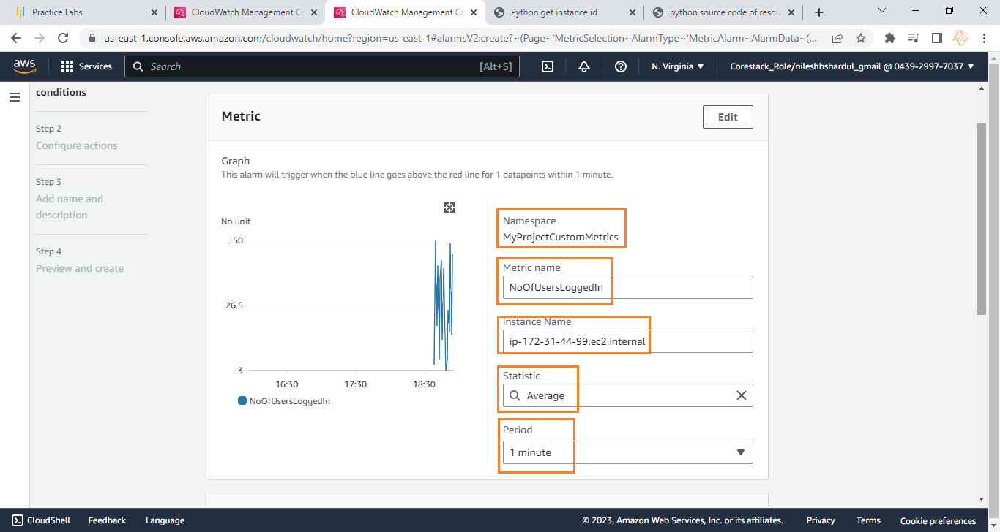 Practice Labs
CloudWatch Management Co
CloudWatch Management Co
Python get instance id
python source code of resou
us-east-1.console.aws.amazon.com/cloudwatch/home?region=us-east-1#alarmsV2:create?~(Page~'MetricSelection~AlarmType~'MetricAlarm~AlarmData~(...
aws
Services
Search
[Alt+S]
N. Virginia
Corestack_Role/nileshbshardul_gmail @ 0439-2997-7037
conditions
Step 2
Configure actions
Step 3
Add name and
description
Step 4
Preview and create
Metric
Edit
Graph
This alarm will trigger when the blue line goes above the red line for 1 datapoints within 1 minute.
No unit
50
26.5
3
16:30
17:30
18:30
NoOfUsersLoggedIn
Namespace
MyProjectCustomMetrics
Metric name
NoOfUsersLoggedIn
Instance Name
ip-172-31-44-99.ec2.internal
Statistic
Average
Period
1 minute
CloudShell
Feedback
Language
© 2023, Amazon Web Services, Inc. or its affiliates.
Privacy
Terms
Cookie preferences